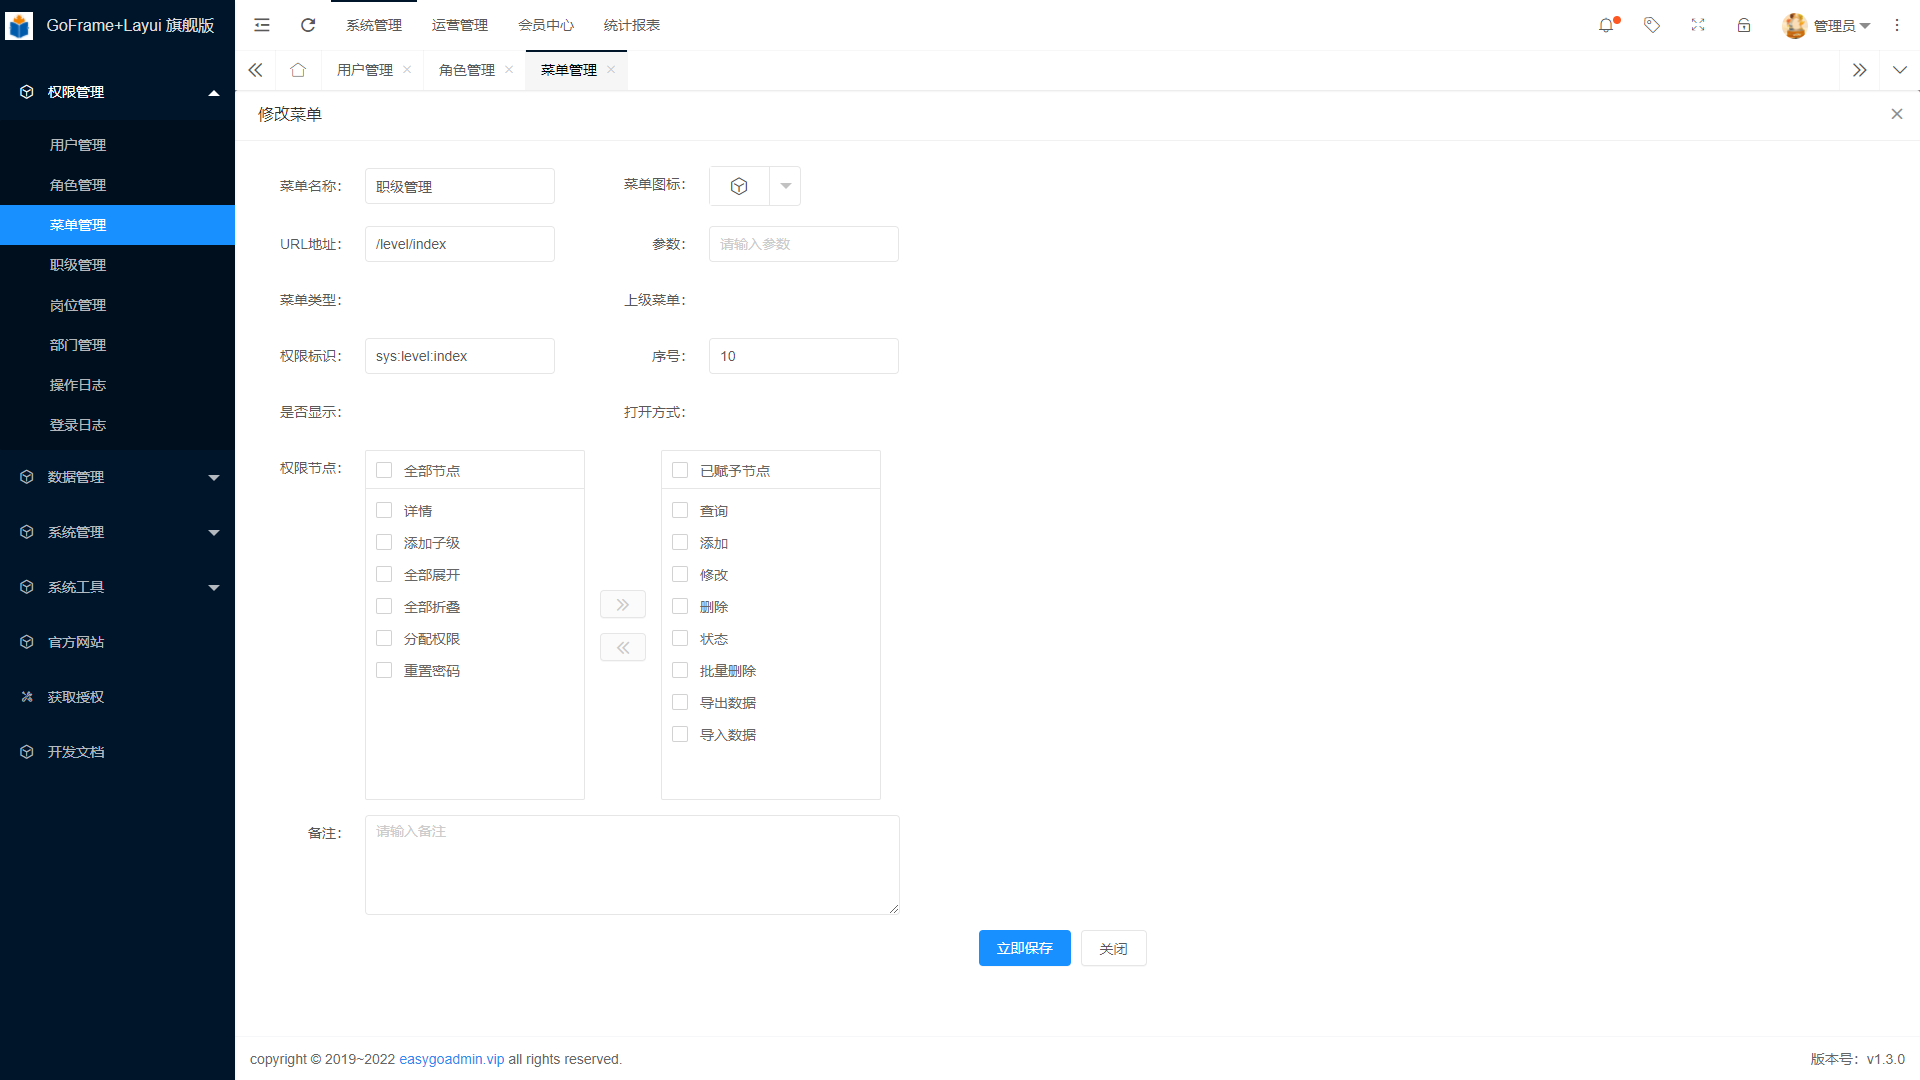 GoFrame+Layui 旗舰版
系统管理 运营管理 会员中心 统计报表
管理员
用户管理 角色管理 菜单管理
权限管理
用户管理
角色管理
菜单管理
职级管理
岗位管理
部门管理
操作日志
登录日志
数据管理
系统管理
系统工具
官方网站
获取授权
开发文档
修改菜单
菜单名称： 职级管理 菜单图标：
URL地址： /level/index 参数： 请输入参数
菜单类型： 上级菜单：
权限标识： sys:level:index 序号： 10
是否显示： 打开方式：
权限节点：
全部节点
详情
添加子级
全部展开
全部折叠
分配权限
重置密码
已赋予节点
查询
添加
修改
删除
状态
批量删除
导出数据
导入数据
备注： 请输入备注
立即保存 关闭
copyright © 2019~2022 easygoadmin.vip all rights reserved.
版本号：v1.3.0